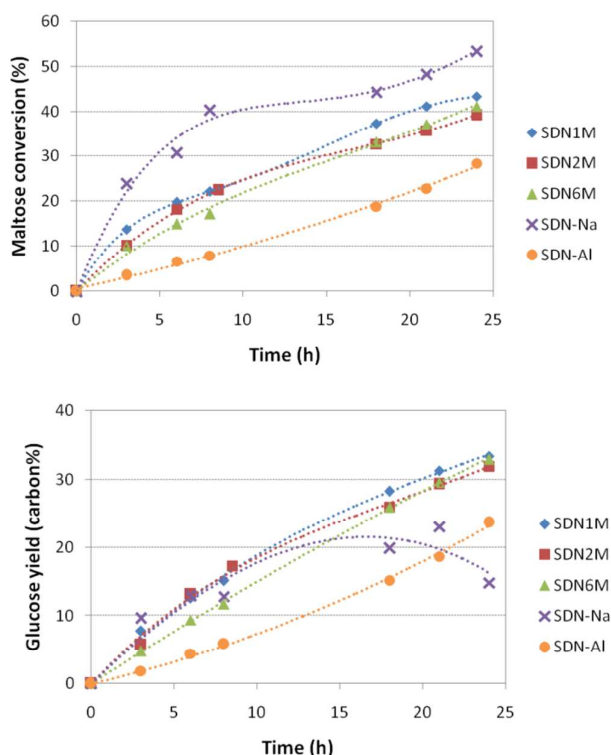 60
50
40
30
20
10
0
Maltose conversion (%)
0 5 10 15 20 25
Time (h)
SDN1M
SDN2M
SDN6M
SDN-Na
SDN-Al
40
30
20
10
0
Glucose yield (carbon%)
0 5 10 15 20 25
Time (h)
SDN1M
SDN2M
SDN6M
SDN-Na
SDN-Al